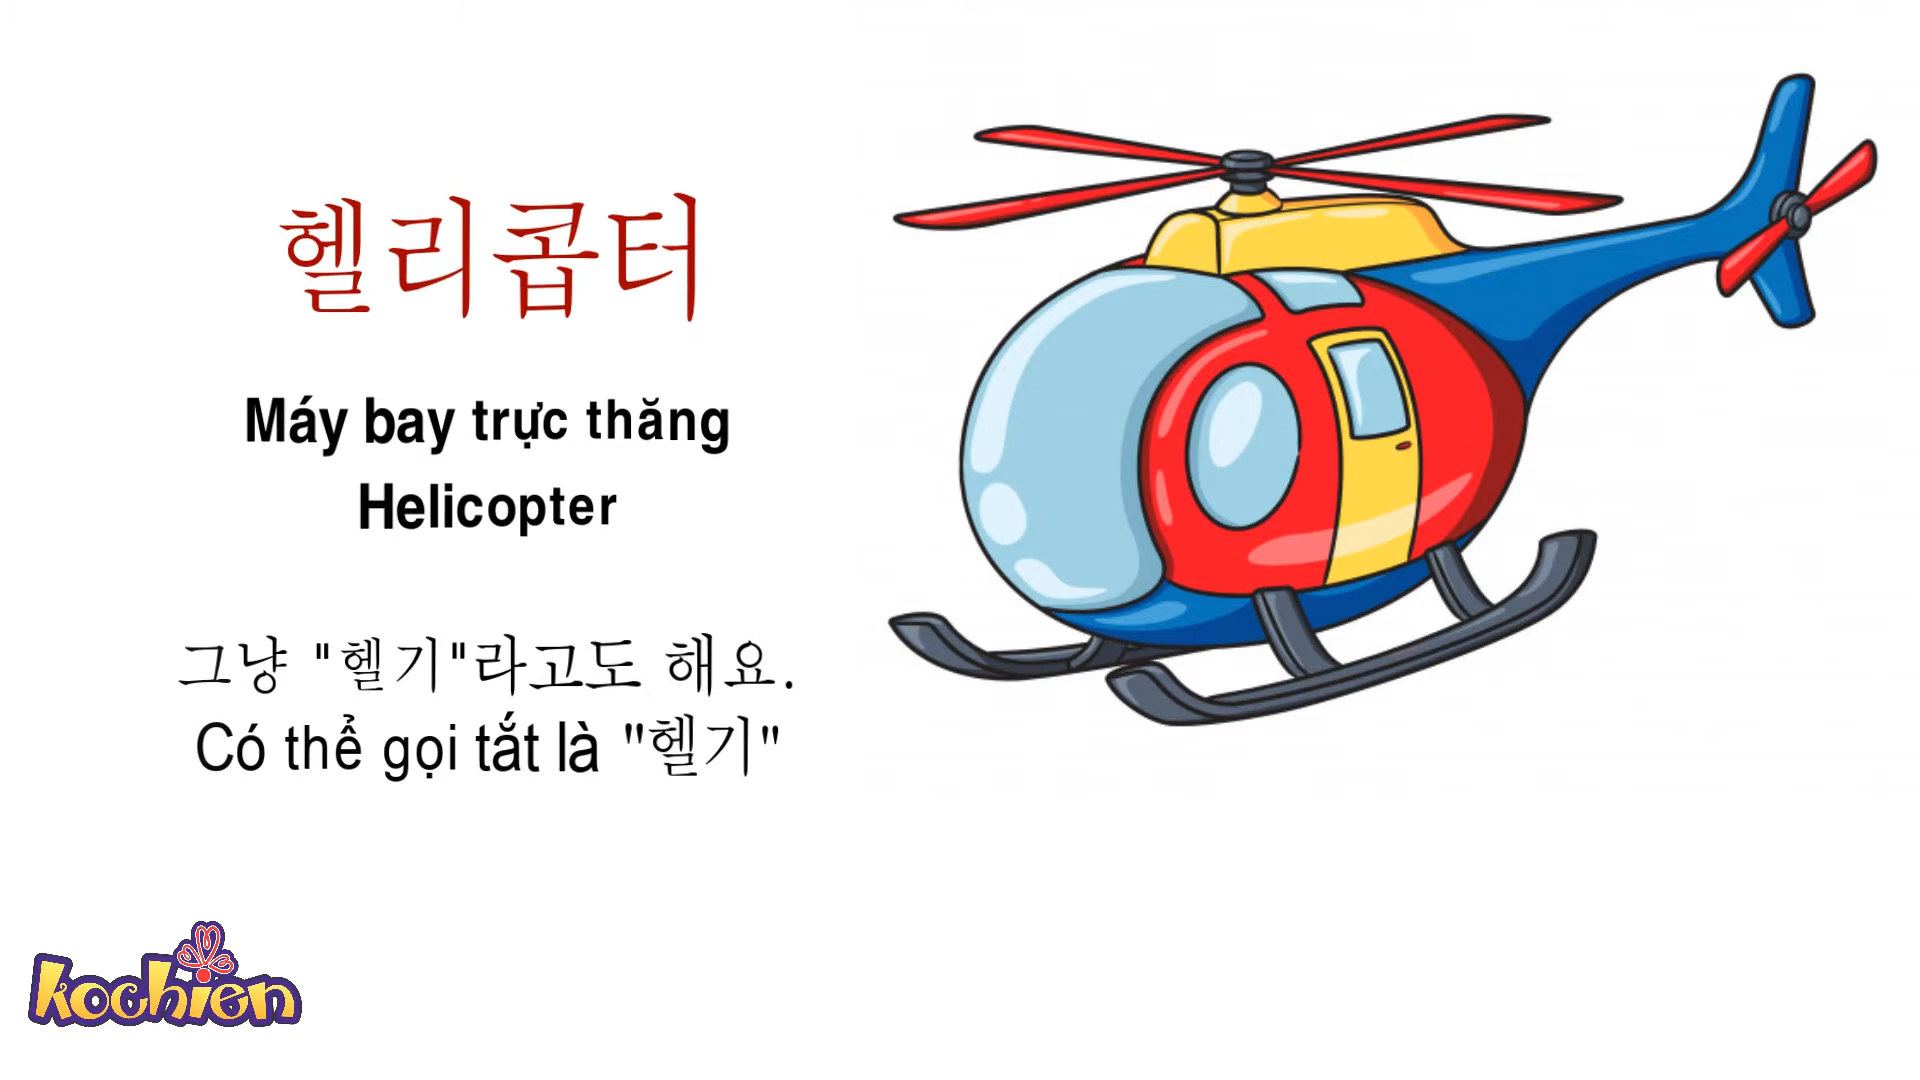 헬리콥터
Máy bay trực thăng
Helicopter
그냥 "헬기"라고도 해요.
Có thể gọi tắt là "헬기"
kochien